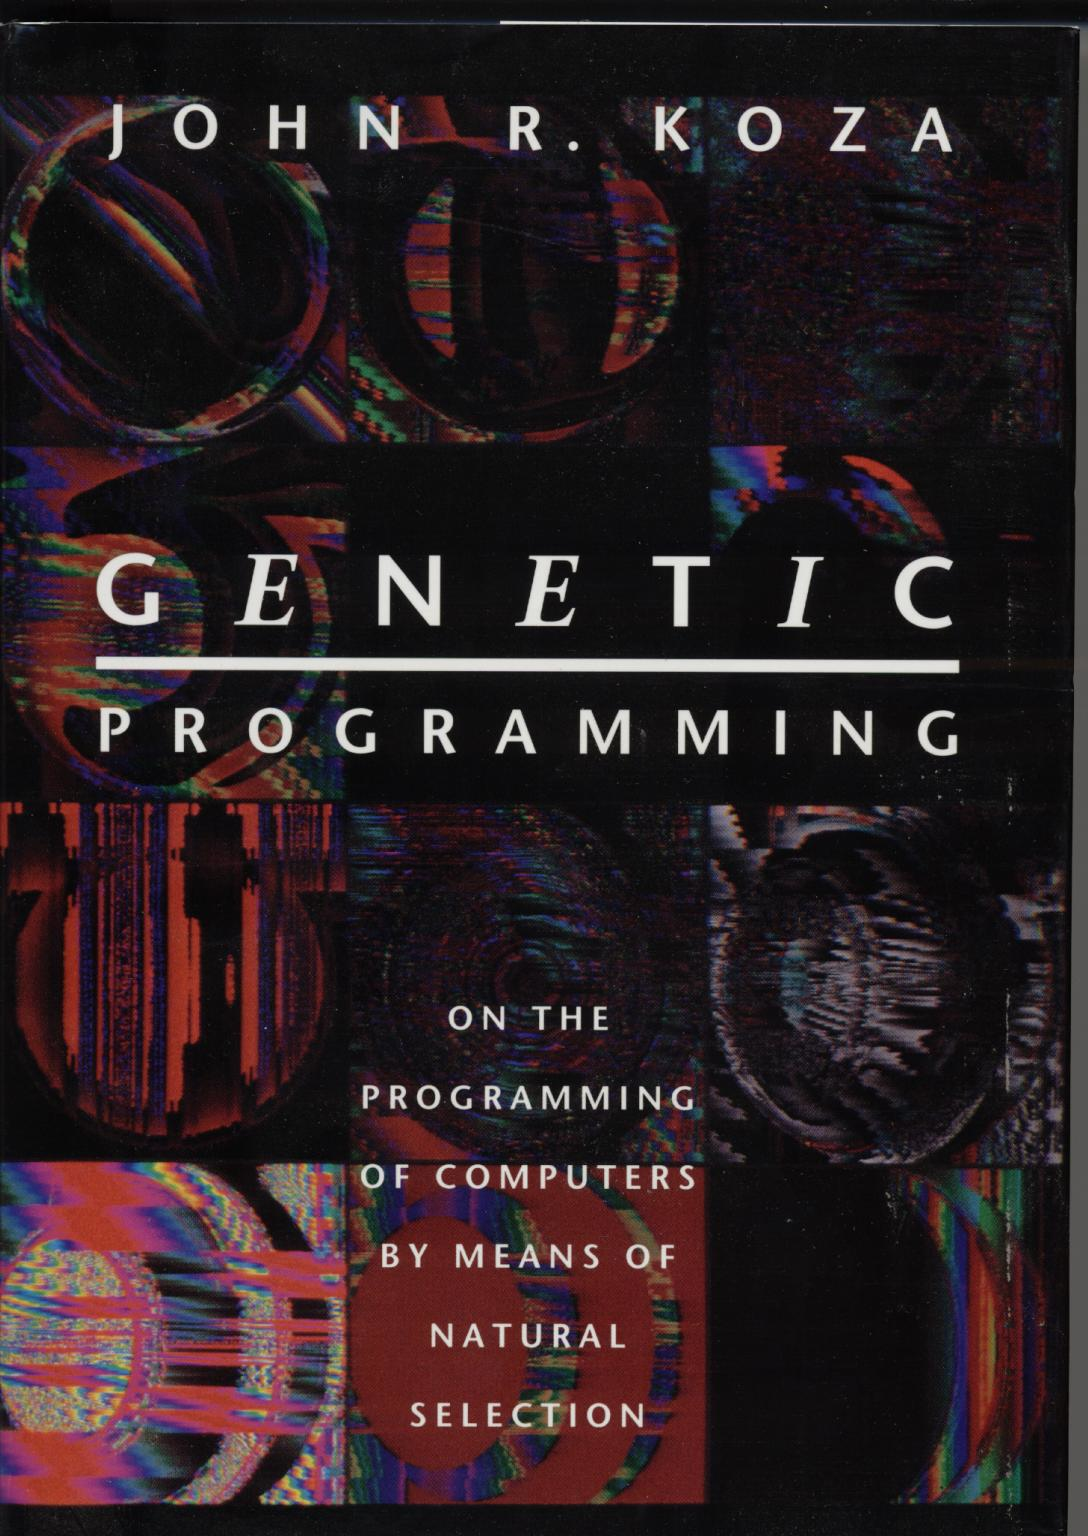 JOHN R. KOZA
GENETIC
PROGRAMMING
ON THE
PROGRAMMING
OF COMPUTERS
BY MEANS OF
NATURAL
SELECTION